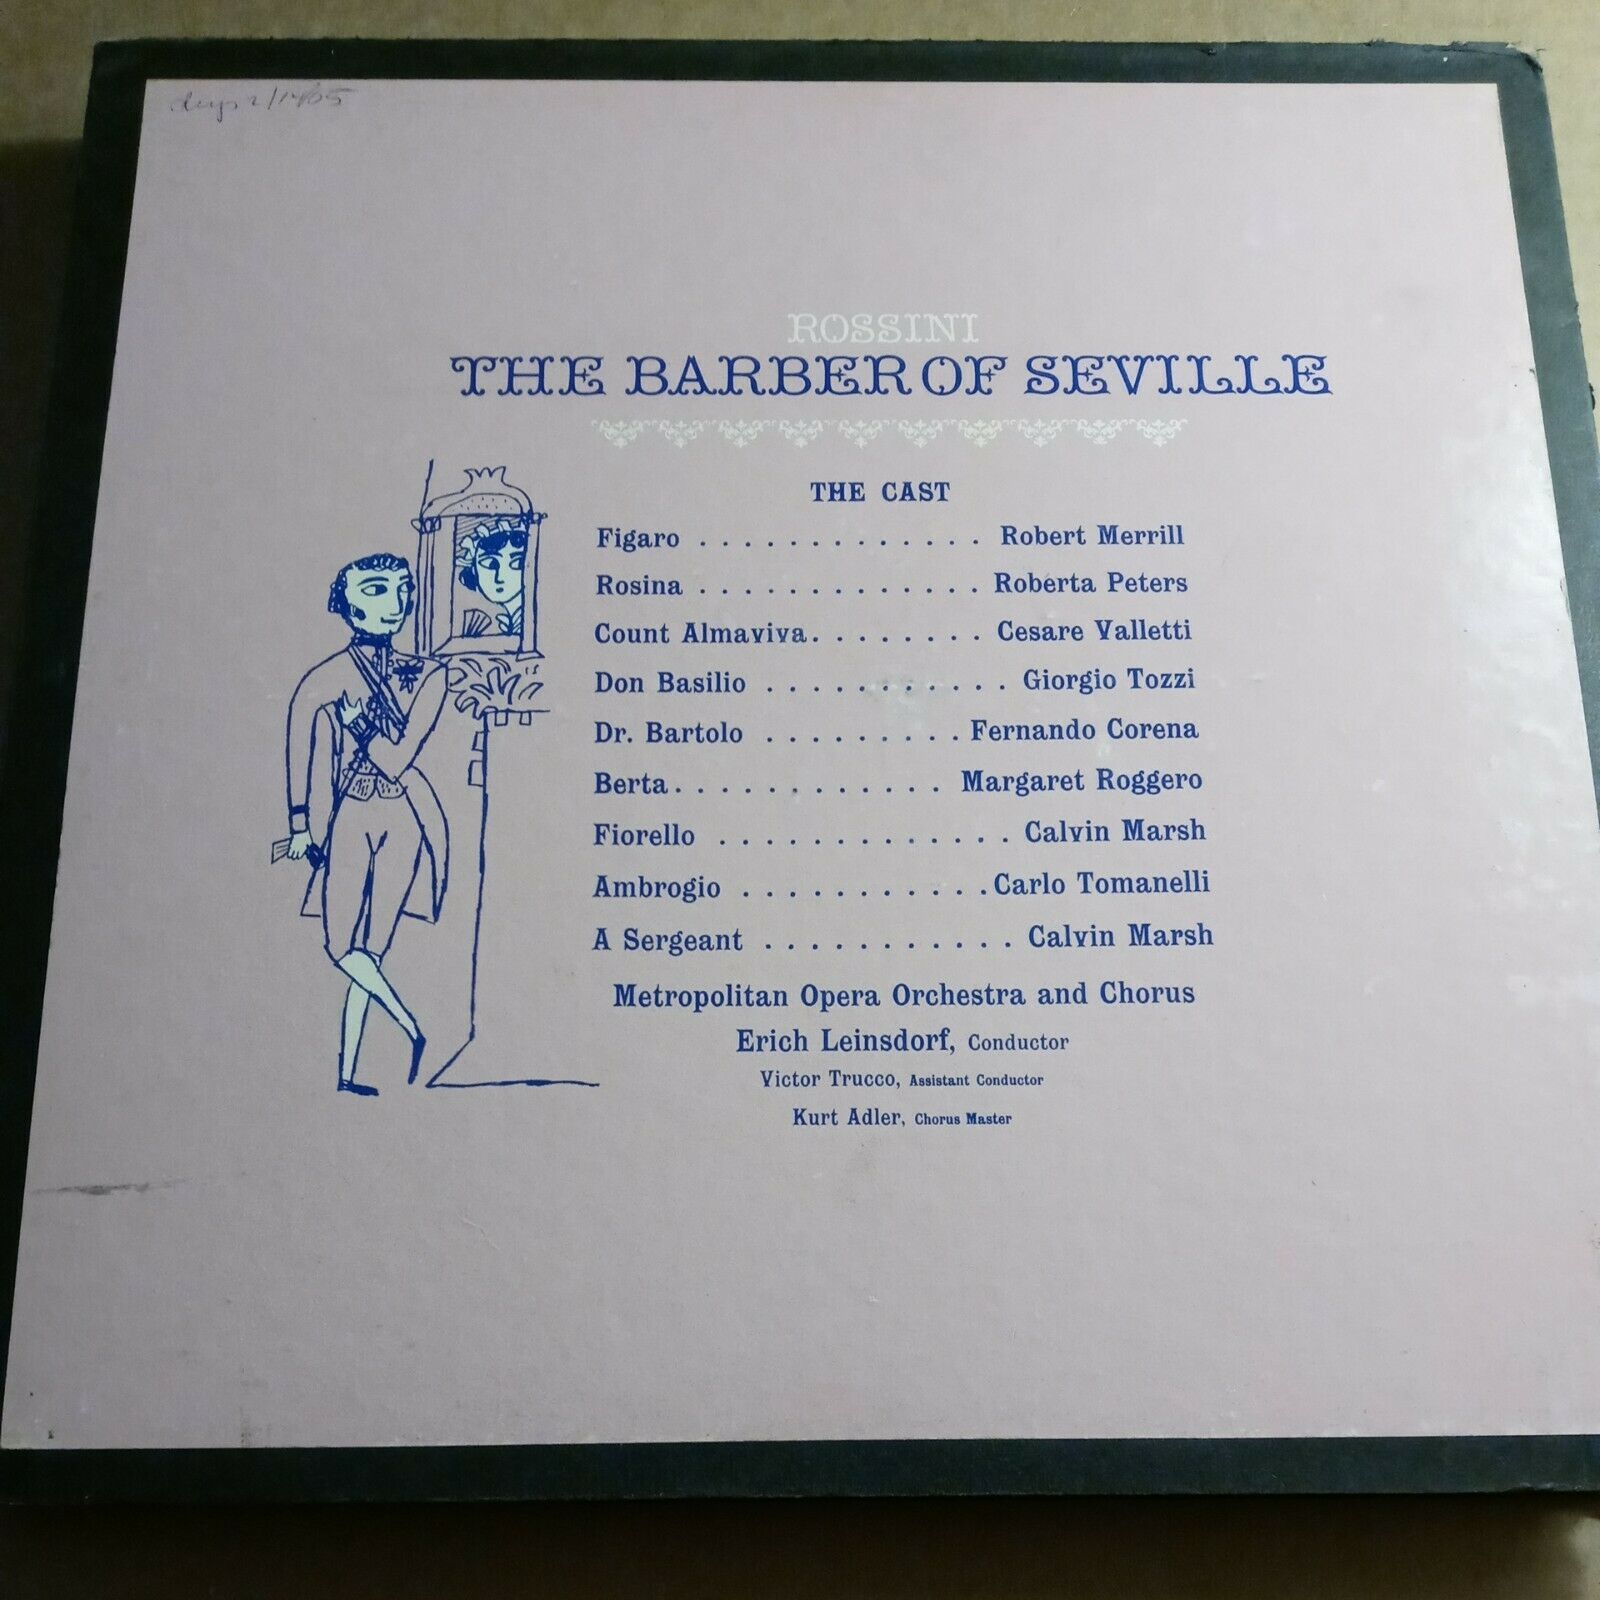 ROSSINI
THE BARBER OF SEVILLE
THE CAST
Figaro . . . . . . . . . . . . . Robert Merrill
Rosina . . . . . . . . . . . . . Roberta Peters
Count Almaviva. . . . . . . . Cesare Valletti
Don Basilio . . . . . . . . . . . Giorgio Tozzi
Dr. Bartolo . . . . . . . . . Fernando Corena
Berta. . . . . . . . . . . . Margaret Roggero
Fiorello . . . . . . . . . . . . . Calvin Marsh
Ambrogio . . . . . . . . . . . Carlo Tomanelli
A Sergeant . . . . . . . . . . . Calvin Marsh
Metropolitan Opera Orchestra and Chorus
Erich Leinsdorf, Conductor
Victor Trucco, Assistant Conductor
Kurt Adler, Chorus Master